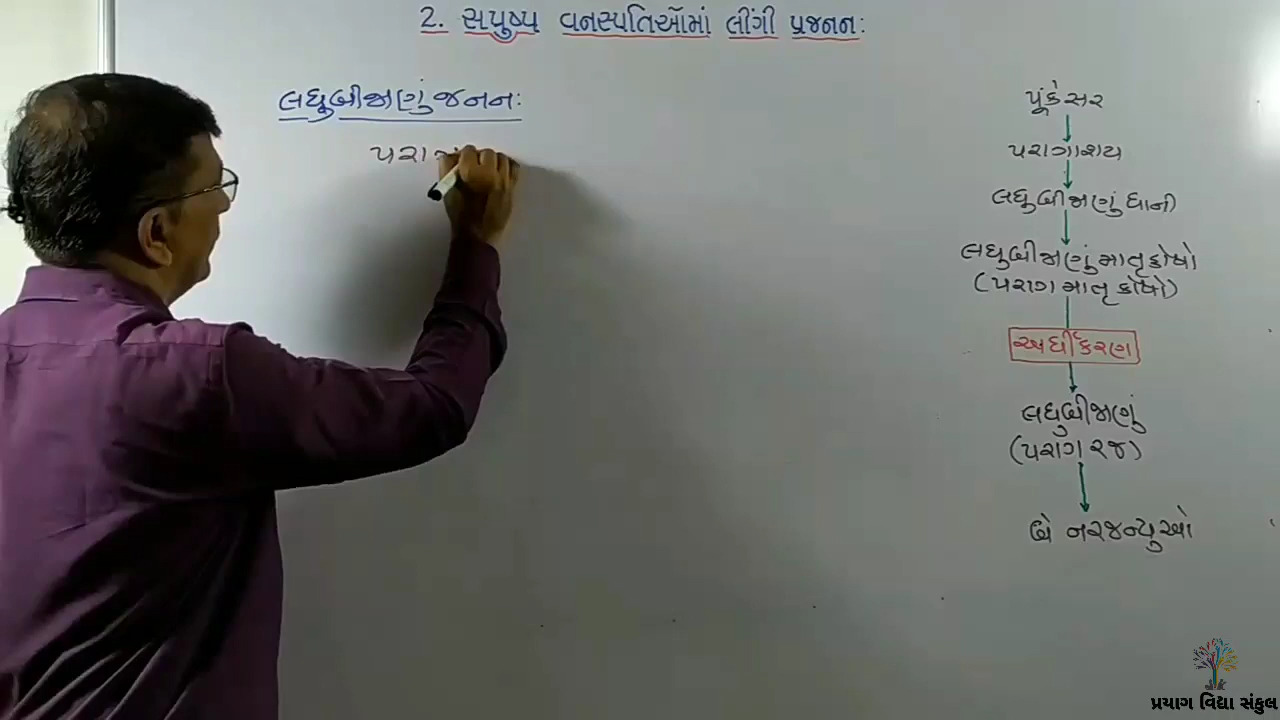 2. સપુષ્પ વનસ્પતિઓમાં લીંગી પ્રજનન:
લઘુબીજાણુંજનન:
પરા
પૂંકેસર
પરાગાશય
લઘુબીજાણુંધાની
લઘુબીજાણુંમાતૃકોષો
(પરાગ માતૃ કોષો)
અર્ધીકરણ
લઘુબીજાણું
(પરાગ રજ)
બે નરજન્યુઓ
પ્રયાગ વિદ્યા સંકુલ